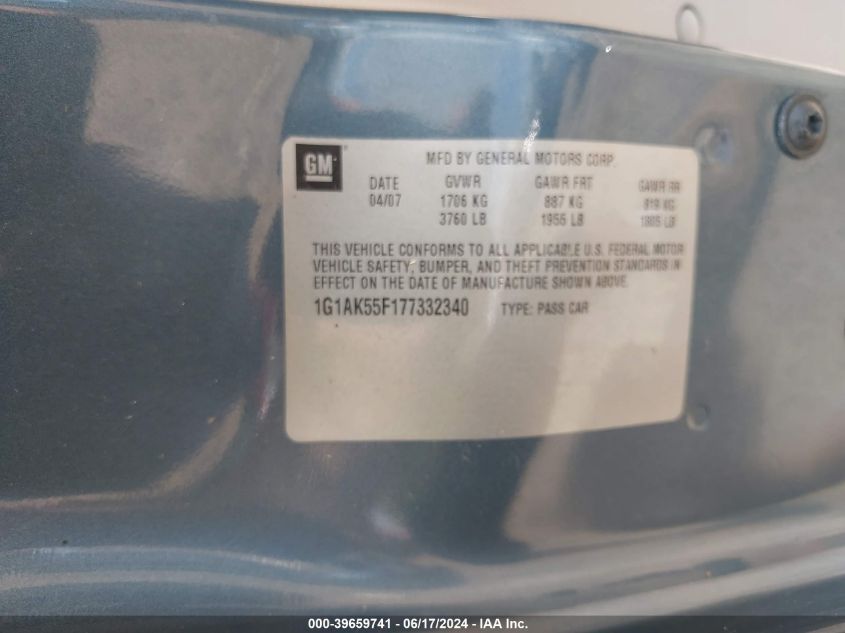 GM
MFD BY GENERAL MOTORS CORP.
DATE GVWR GAWR FRT GAWR RR
04/07 1706 KG 887 KG 819 KG
3760 LB 1955 LB 1805 LB
THIS VEHICLE CONFORMS TO ALL APPLICABLE U.S. FEDERAL MOTOR
VEHICLE SAFETY, BUMPER, AND THEFT PREVENTION STANDARDS IN
EFFECT ON THE DATE OF MANUFACTURE SHOWN ABOVE.
1G1AK55F177332340 TYPE: PASS CAR
000-39659741 - 06/17/2024 - IAA Inc.